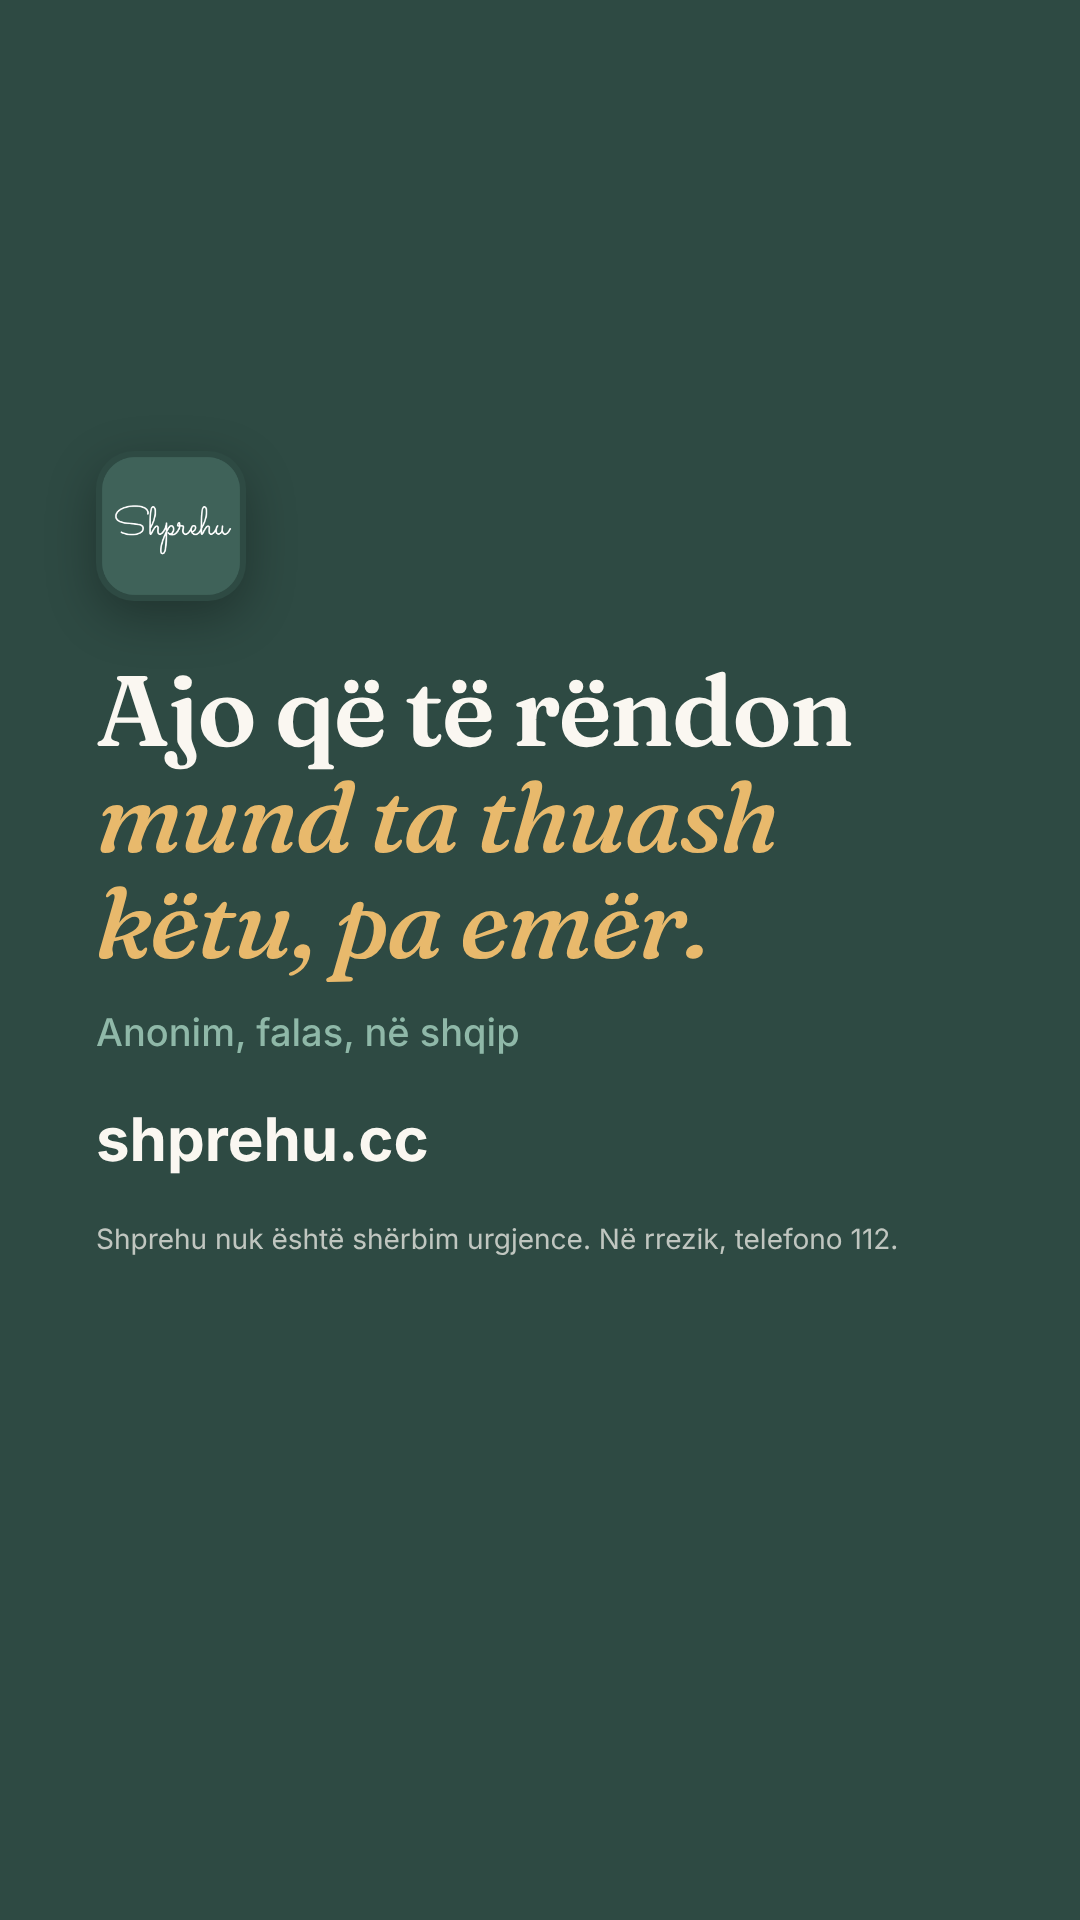 Shprehu
Ajo që të rëndon
mund ta thuash
këtu, pa emër.
Anonim, falas, në shqip
shprehu.cc
Shprehu nuk është shërbim urgjence. Në rrezik, telefono 112.